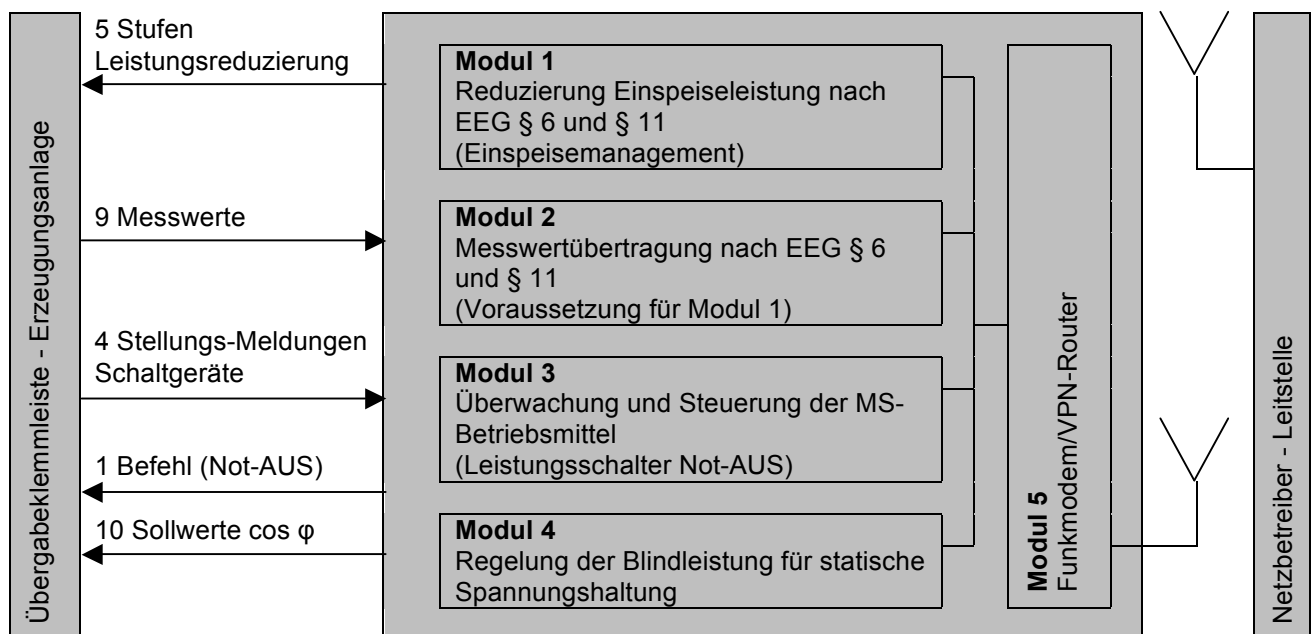 Übergabeklemmleiste - Erzeugungsanlage
5 Stufen
Leistungsreduzierung
9 Messwerte
4 Stellungs-Meldungen
Schaltgeräte
1 Befehl (Not-AUS)
10 Sollwerte cos φ
Modul 1
Reduzierung Einspeiseleistung nach
EEG § 6 und § 11
(Einspeisemanagement)
Modul 2
Messwertübertragung nach EEG § 6
und § 11
(Voraussetzung für Modul 1)
Modul 3
Überwachung und Steuerung der MS-
Betriebsmittel
(Leistungsschalter Not-AUS)
Modul 4
Regelung der Blindleistung für statische
Spannungshaltung
Modul 5
Funkmodem/VPN-Router
Netzbetreiber - Leitstelle